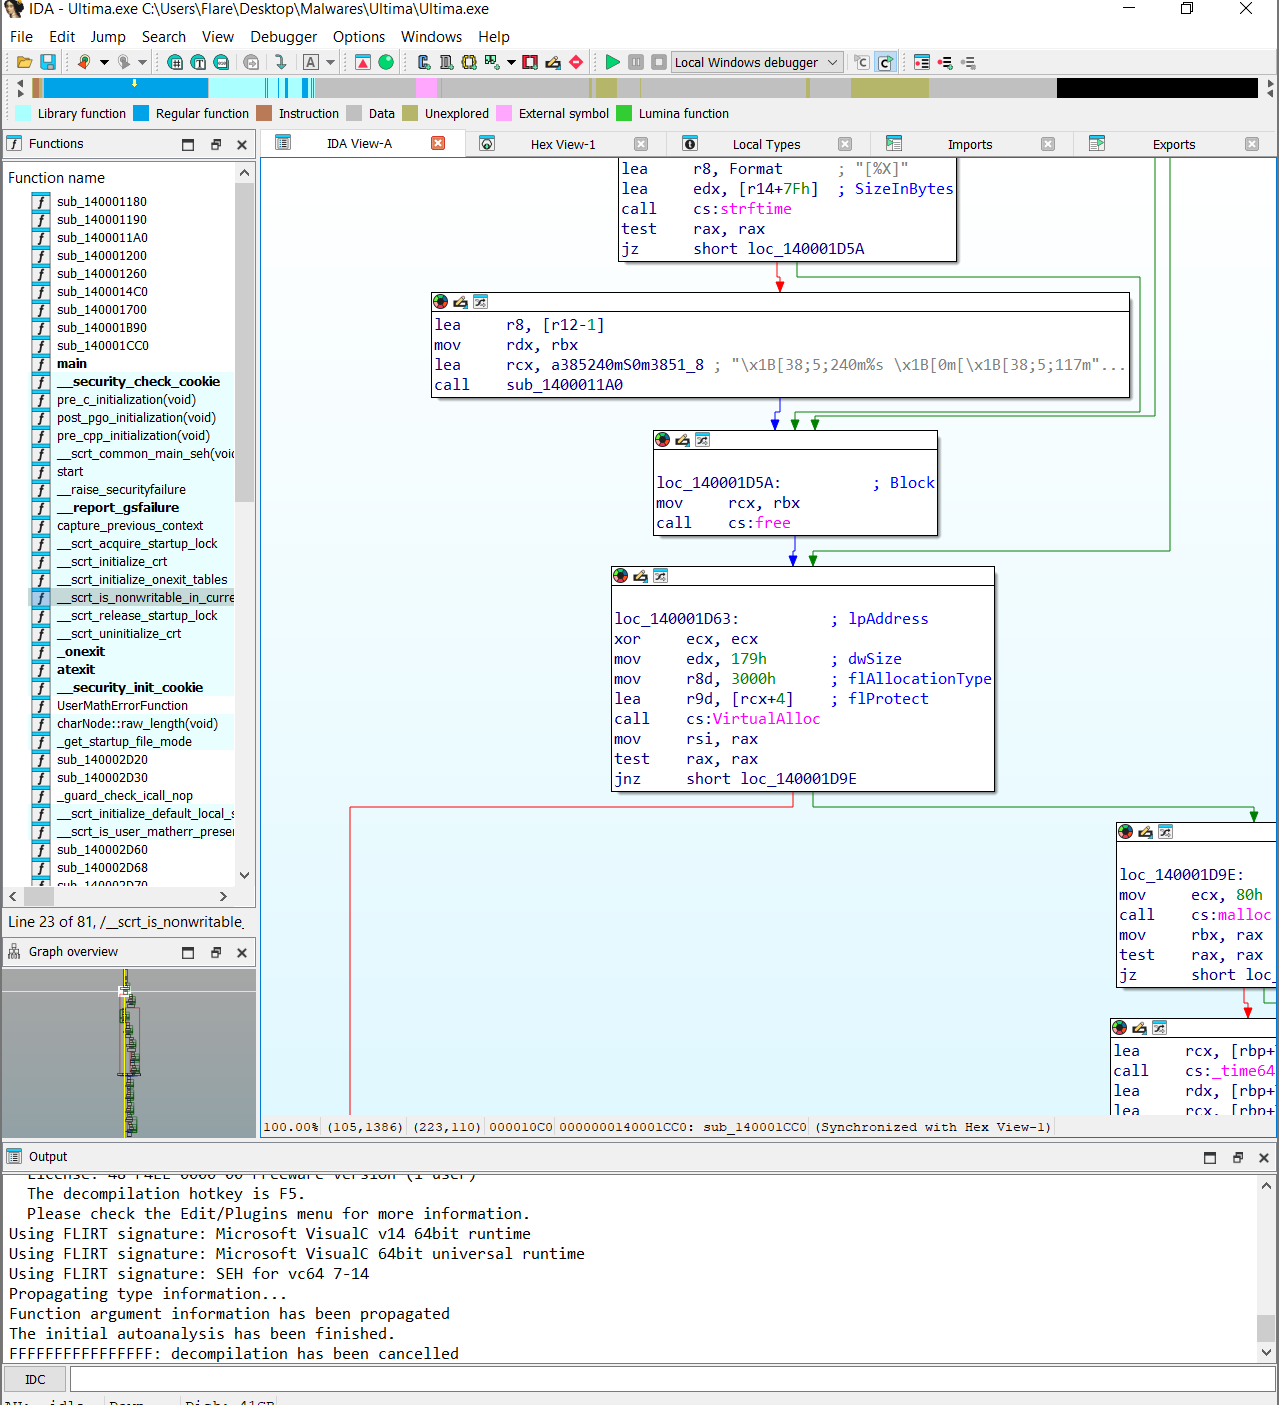 IDA - Ultima.exe C:\Users\Flare\Desktop\Malwares\Ultima\Ultima.exe
File Edit Jump Search View Debugger Options Windows Help
Local Windows debugger
Library function Regular function Instruction Data Unexplored External symbol Lumina function
Functions
Function name
sub_140001180
sub_140001190
sub_1400011A0
sub_140001200
sub_140001260
sub_1400014C0
sub_140001700
sub_140001B90
sub_140001CC0
main
__security_check_cookie
pre_c_initialization(void)
post_pgo_initialization(void)
pre_cpp_initialization(void)
__scrt_common_main_seh(voi
start
__raise_securityfailure
__report_gsfailure
capture_previous_context
__scrt_acquire_startup_lock
__scrt_initialize_crt
__scrt_initialize_onexit_tables
__scrt_is_nonwritable_in_curre
__scrt_release_startup_lock
__scrt_uninitialize_crt
_onexit
atexit
__security_init_cookie
UserMathErrorFunction
charNode::raw_length(void)
_get_startup_file_mode
sub_140002D20
sub_140002D30
_guard_check_icall_nop
__scrt_initialize_default_local_s
__scrt_is_user_matherr_preser
sub_140002D60
sub_140002D68
sub_140002D70
Line 23 of 81, /__scrt_is_nonwritable_
Graph overview
IDA View-A Hex View-1 Local Types Imports Exports
lea r8, Format ; "[%X]"
lea edx, [r14+7Fh] ; SizeInBytes
call cs:strftime
test rax, rax
jz short loc_140001D5A
lea r8, [r12-1]
mov rdx, rbx
lea rcx, a385240mS0m3851_8 ; "\x1B[38;5;240m%s \x1B[0m[\x1B[38;5;117m"...
call sub_1400011A0
loc_140001D5A: ; Block
mov rcx, rbx
call cs:free
loc_140001D63: ; lpAddress
xor ecx, ecx
mov edx, 179h ; dwSize
mov r8d, 3000h ; flAllocationType
lea r9d, [rcx+4] ; flProtect
call cs:VirtualAlloc
mov rsi, rax
test rax, rax
jnz short loc_140001D9E
loc_140001D9E:
mov ecx, 80h
call cs:malloc
mov rbx, rax
test rax, rax
jz short loc_
lea rcx, [rbp+
call cs:_time64
lea rdx, [rbp+
lea rcx, [rbp+
100.00% (105,1386) (223,110) 000010C0 0000000140001CC0: sub_140001CC0 (Synchronized with Hex View-1)
Output
The decompilation hotkey is F5.
Please check the Edit/Plugins menu for more information.
Using FLIRT signature: Microsoft VisualC v14 64bit runtime
Using FLIRT signature: Microsoft VisualC 64bit universal runtime
Using FLIRT signature: SEH for vc64 7-14
Propagating type information...
Function argument information has been propagated
The initial autoanalysis has been finished.
FFFFFFFFFFFFFFFF: decompilation has been cancelled
IDC